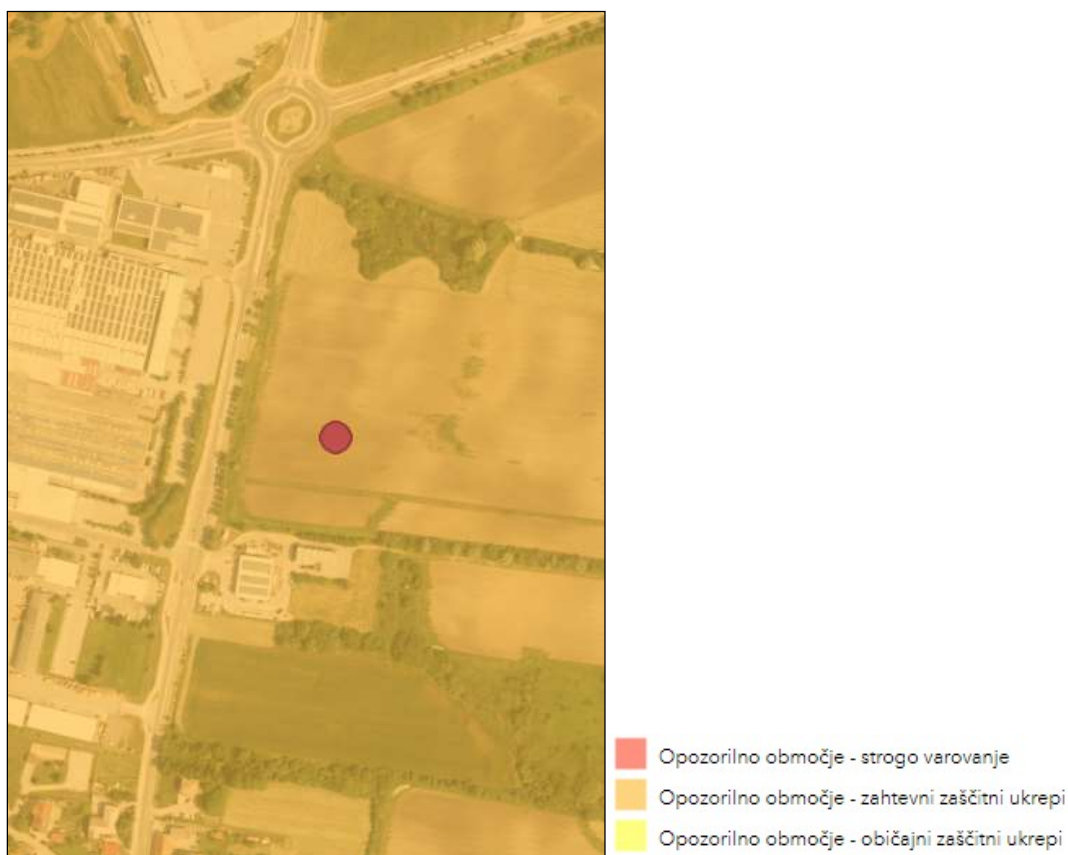 Opozorilno območje - strogo varovanje
Opozorilno območje - zahtevni zaščitni ukrepi
Opozorilno območje - običajni zaščitni ukrepi